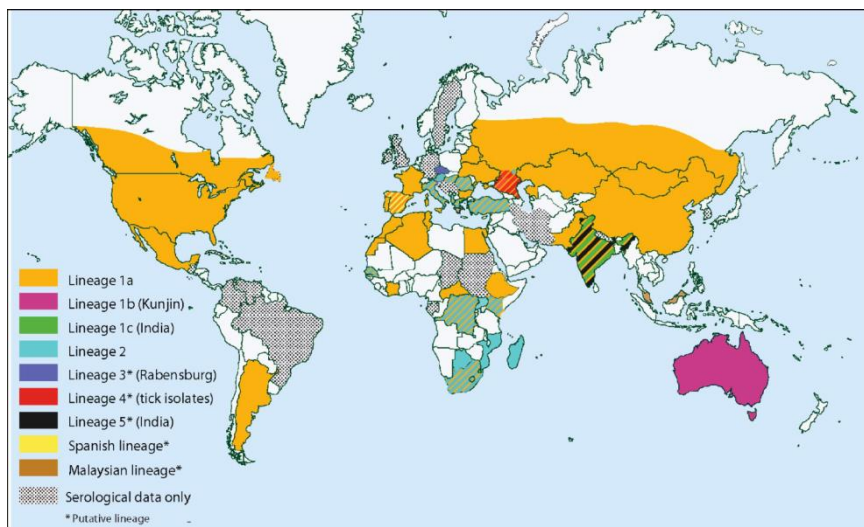 Lineage 1a
Lineage 1b (Kunjin)
Lineage 1c (India)
Lineage 2
Lineage 3* (Rabensburg)
Lineage 4* (tick isolates)
Lineage 5* (India)
Spanish lineage*
Malaysian lineage*
Serological data only
* Putative lineage